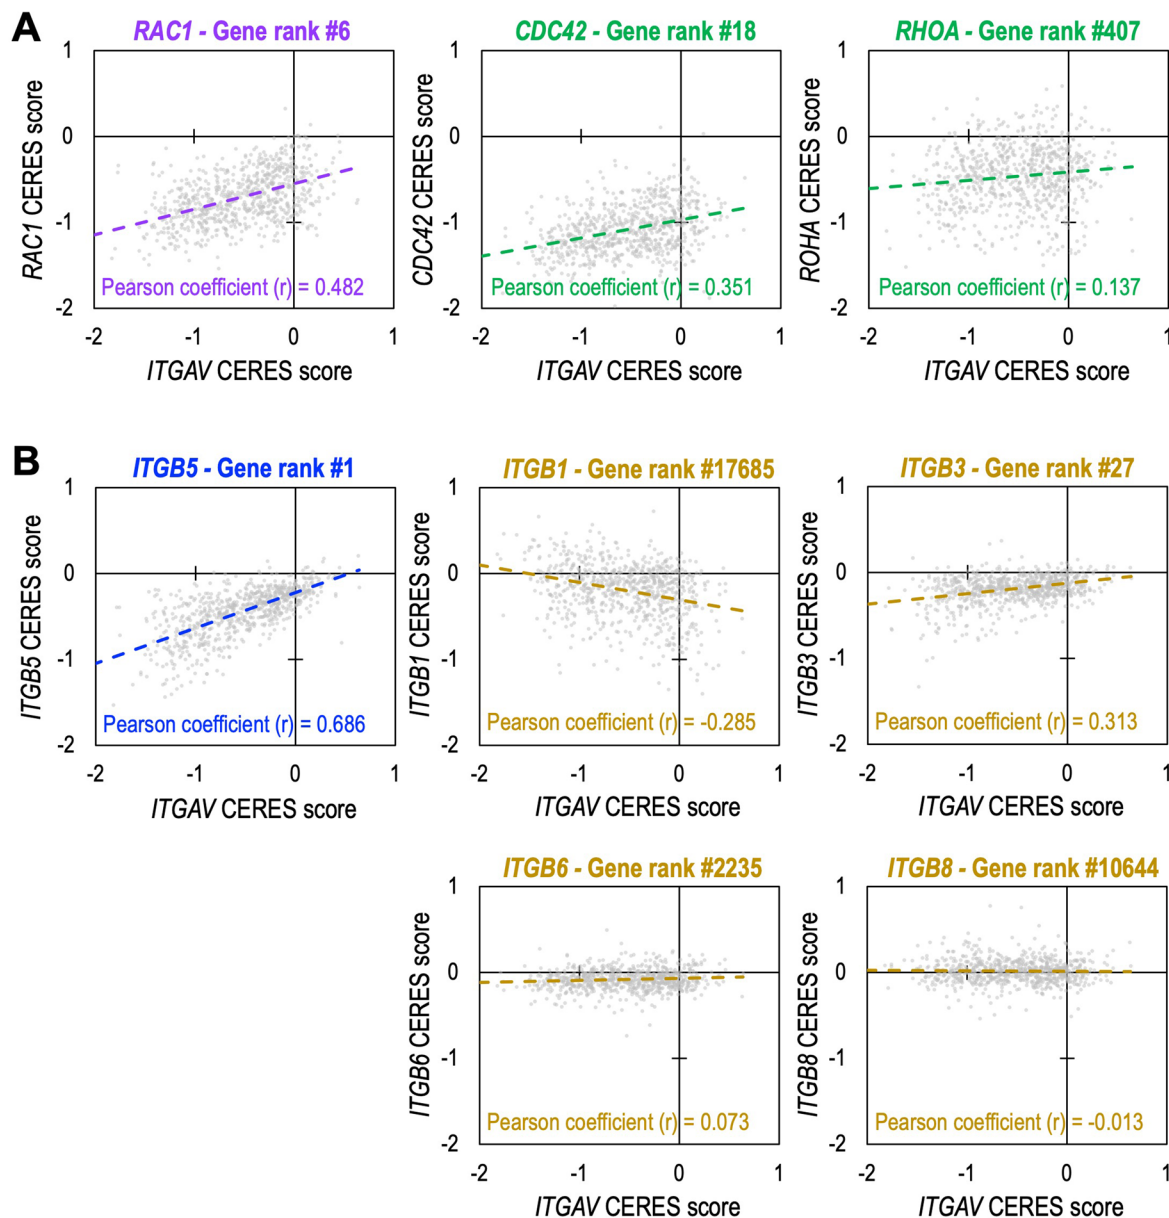 A
RAC1 - Gene rank #6
CDC42 - Gene rank #18
RHOA - Gene rank #407
1
0
-1
-2
RAC1 CERES score
Pearson coefficient (r) = 0.482
-2
-1
0
1
ITGAV CERES score
1
0
-1
-2
CDC42 CERES score
Pearson coefficient (r) = 0.351
-2
-1
0
1
ITGAV CERES score
1
0
-1
-2
ROHA CERES score
Pearson coefficient (r) = 0.137
-2
-1
0
1
ITGAV CERES score
B
ITGB5 - Gene rank #1
ITGB1 - Gene rank #17685
ITGB3 - Gene rank #27
1
0
-1
-2
ITGB5 CERES score
Pearson coefficient (r) = 0.686
-2
-1
0
1
ITGAV CERES score
1
0
-1
-2
ITGB1 CERES score
Pearson coefficient (r) = -0.285
-2
-1
0
1
ITGAV CERES score
1
0
-1
-2
ITGB3 CERES score
Pearson coefficient (r) = 0.313
-2
-1
0
1
ITGAV CERES score
ITGB6 - Gene rank #2235
ITGB8 - Gene rank #10644
1
0
-1
-2
ITGB6 CERES score
Pearson coefficient (r) = 0.073
-2
-1
0
1
ITGAV CERES score
1
0
-1
-2
ITGB8 CERES score
Pearson coefficient (r) = -0.013
-2
-1
0
1
ITGAV CERES score